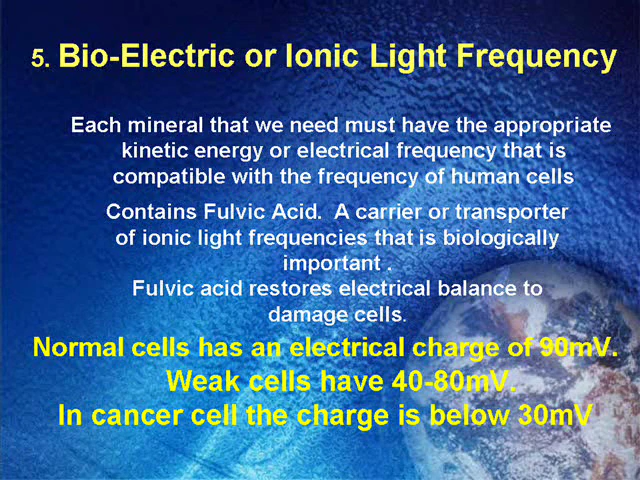 5. Bio-Electric or Ionic Light Frequency
Each mineral that we need must have the appropriate
kinetic energy or electrical frequency that is
compatible with the frequency of human cells
Contains Fulvic Acid. A carrier or transporter
of ionic light frequencies that is biologically
important .
Fulvic acid restores electrical balance to
damage cells.
Normal cells has an electrical charge of 90mV.
Weak cells have 40-80mV.
In cancer cell the charge is below 30mV